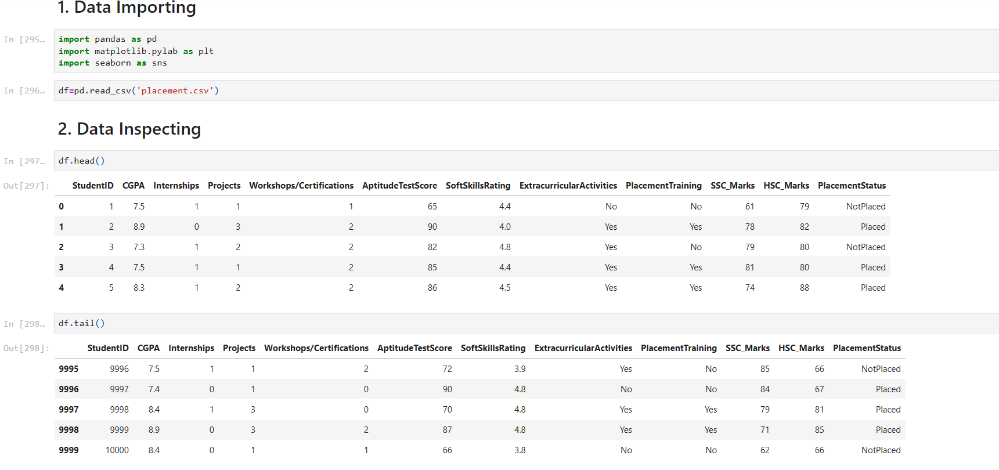 1. Data Importing
In [295…
import pandas as pd
import matplotlib.pylab as plt
import seaborn as sns
In [296…
df=pd.read_csv('placement.csv')
2. Data Inspecting
In [297…
df.head()
Out[297]:
StudentID CGPA Internships Projects Workshops/Certifications AptitudeTestScore SoftSkillsRating ExtracurricularActivities PlacementTraining SSC_Marks HSC_Marks PlacementStatus
0 1 7.5 1 1 1 65 4.4 No No 61 79 NotPlaced
1 2 8.9 0 3 2 90 4.0 Yes Yes 78 82 Placed
2 3 7.3 1 2 2 82 4.8 Yes No 79 80 NotPlaced
3 4 7.5 1 1 2 85 4.4 Yes Yes 81 80 Placed
4 5 8.3 1 2 2 86 4.5 Yes Yes 74 88 Placed
In [298…
df.tail()
Out[298]:
StudentID CGPA Internships Projects Workshops/Certifications AptitudeTestScore SoftSkillsRating ExtracurricularActivities PlacementTraining SSC_Marks HSC_Marks PlacementStatus
9995 9996 7.5 1 1 2 72 3.9 Yes No 85 66 NotPlaced
9996 9997 7.4 0 1 0 90 4.8 No No 84 67 Placed
9997 9998 8.4 1 3 0 70 4.8 Yes Yes 79 81 Placed
9998 9999 8.9 0 3 2 87 4.8 Yes Yes 71 85 Placed
9999 10000 8.4 0 1 1 66 3.8 No No 62 66 NotPlaced